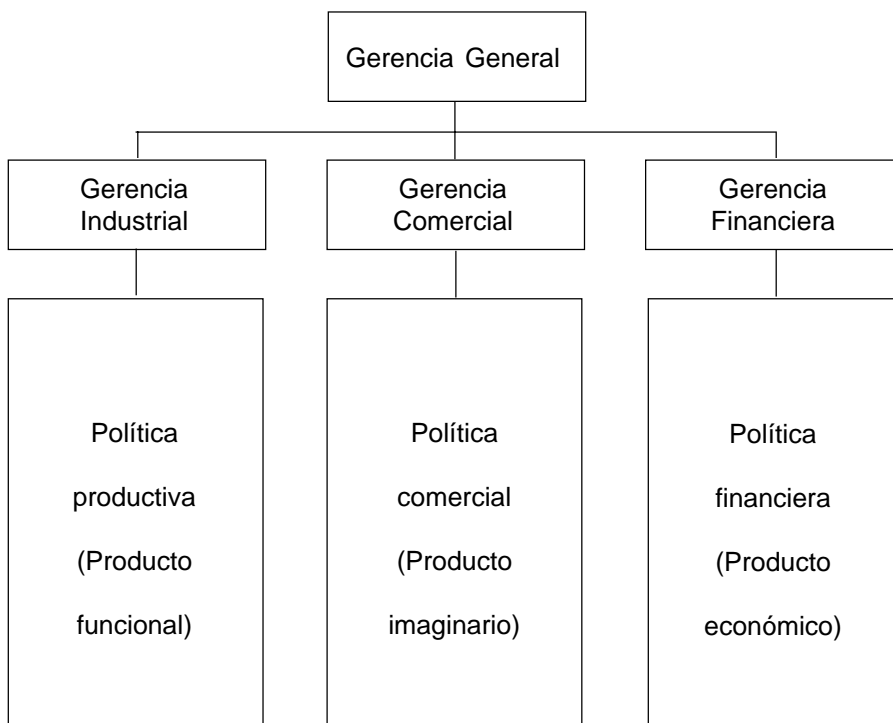 Gerencia General
Gerencia
Industrial
Gerencia
Comercial
Gerencia
Financiera
Política
productiva
(Producto
funcional)
Política
comercial
(Producto
imaginario)
Política
financiera
(Producto
económico)